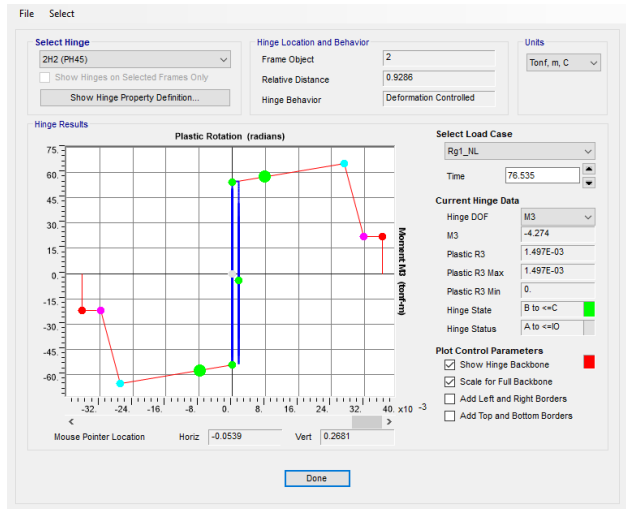 File Select
Select Hinge
2H2 (PH45)
Show Hinges on Selected Frames Only
Show Hinge Property Definition...
Hinge Location and Behavior
Frame Object 2
Relative Distance 0.9286
Hinge Behavior Deformation Controlled
Units
Tonf, m, C
Hinge Results
Plastic Rotation (radians)
75.
60.
45.
30.
15.
0.
-15.
-30.
-45.
-60.
Moment M3 (tonf-m)
-32. -24. -16. -8. 0. 8. 16. 24. 32. 40. x10 -3
Mouse Pointer Location Horiz -0.0539 Vert 0.2681
Select Load Case
Rg1_NL
Time 76.535
Current Hinge Data
Hinge DOF M3
M3 -4.274
Plastic R3 1.497E-03
Plastic R3 Max 1.497E-03
Plastic R3 Min 0.
Hinge State B to <=C
Hinge Status A to <=IO
Plot Control Parameters
Show Hinge Backbone
Scale for Full Backbone
Add Left and Right Borders
Add Top and Bottom Borders
Done